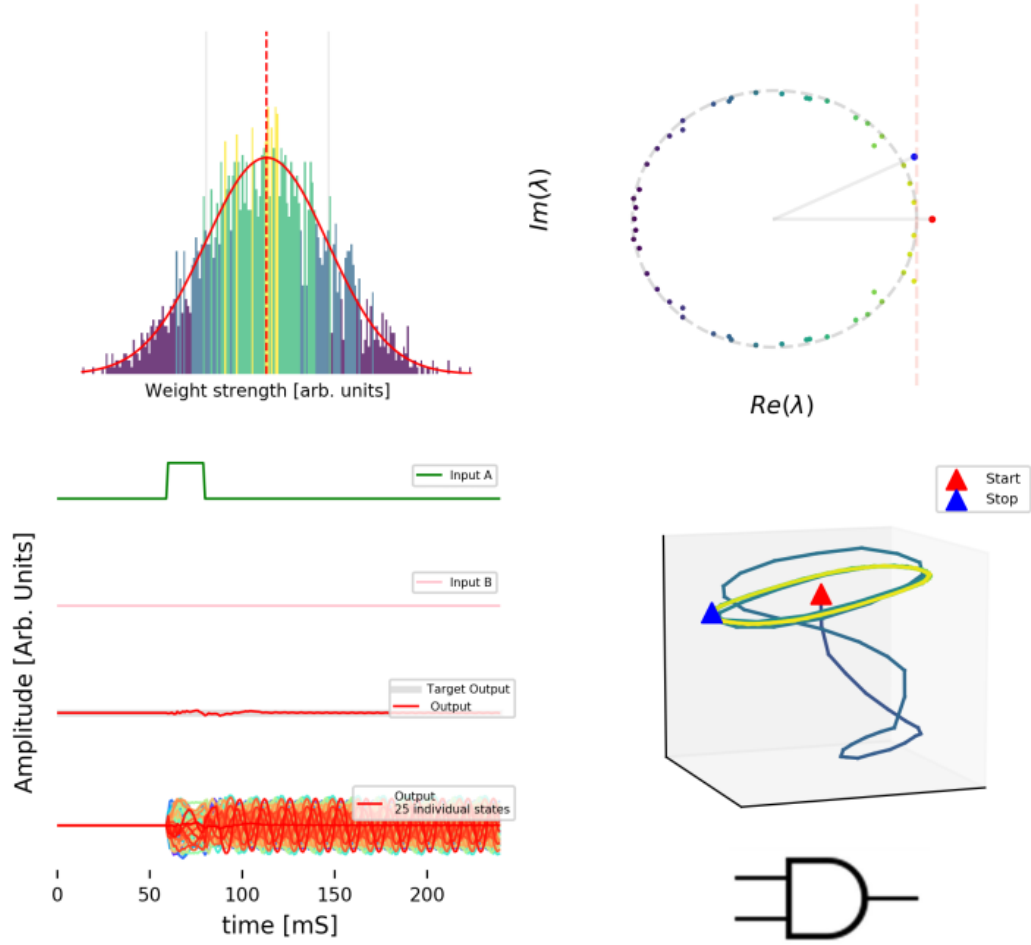 Weight strength [arb. units]
Im(λ)
Re(λ)
Input A
Input B
Target Output
Output
Output
25 individual states
Amplitude [Arb. Units]
0
50
100
150
200
time [mS]
Start
Stop